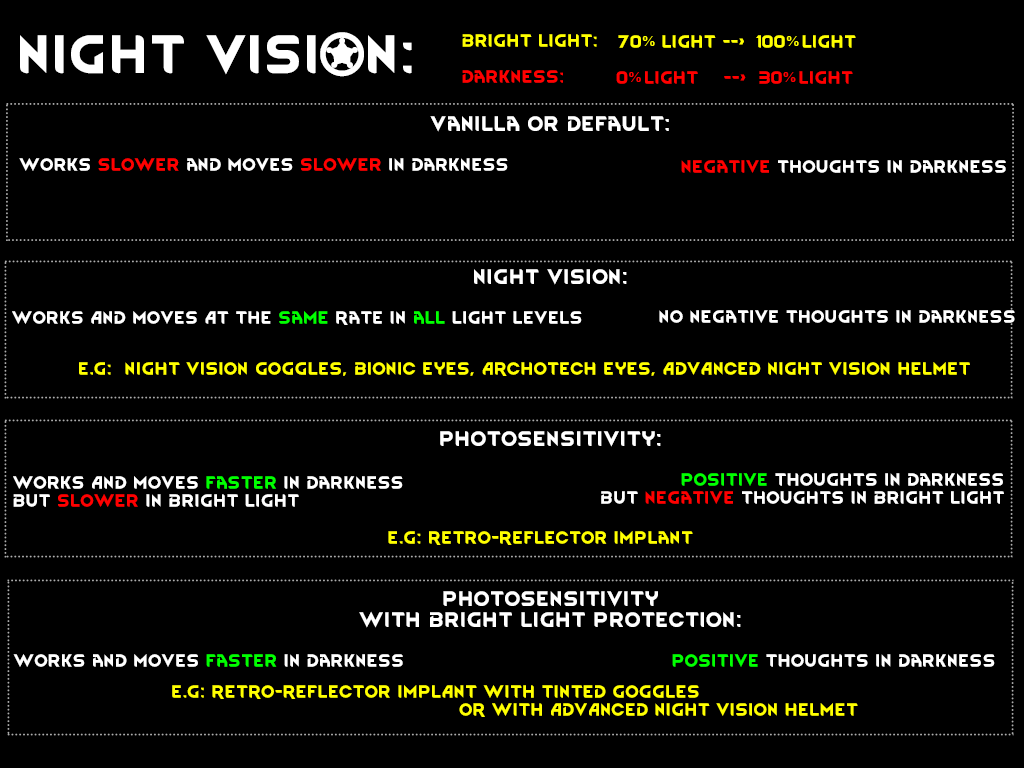 NIGHT VISION:
BRIGHT LIGHT: 70% LIGHT --> 100% LIGHT
DARKNESS: 0% LIGHT --> 30% LIGHT
VANILLA OR DEFAULT:
WORKS SLOWER AND MOVES SLOWER IN DARKNESS
NEGATIVE THOUGHTS IN DARKNESS
NIGHT VISION:
WORKS AND MOVES AT THE SAME RATE IN ALL LIGHT LEVELS
NO NEGATIVE THOUGHTS IN DARKNESS
E.G: NIGHT VISION GOGGLES, BIONIC EYES, ARCHOTECH EYES, ADVANCED NIGHT VISION HELMET
PHOTOSENSITIVITY:
WORKS AND MOVES FASTER IN DARKNESS
BUT SLOWER IN BRIGHT LIGHT
POSITIVE THOUGHTS IN DARKNESS
BUT NEGATIVE THOUGHTS IN BRIGHT LIGHT
E.G: RETRO-REFLECTOR IMPLANT
PHOTOSENSITIVITY
WITH BRIGHT LIGHT PROTECTION:
WORKS AND MOVES FASTER IN DARKNESS
POSITIVE THOUGHTS IN DARKNESS
E.G: RETRO-REFLECTOR IMPLANT WITH TINTED GOGGLES
OR WITH ADVANCED NIGHT VISION HELMET